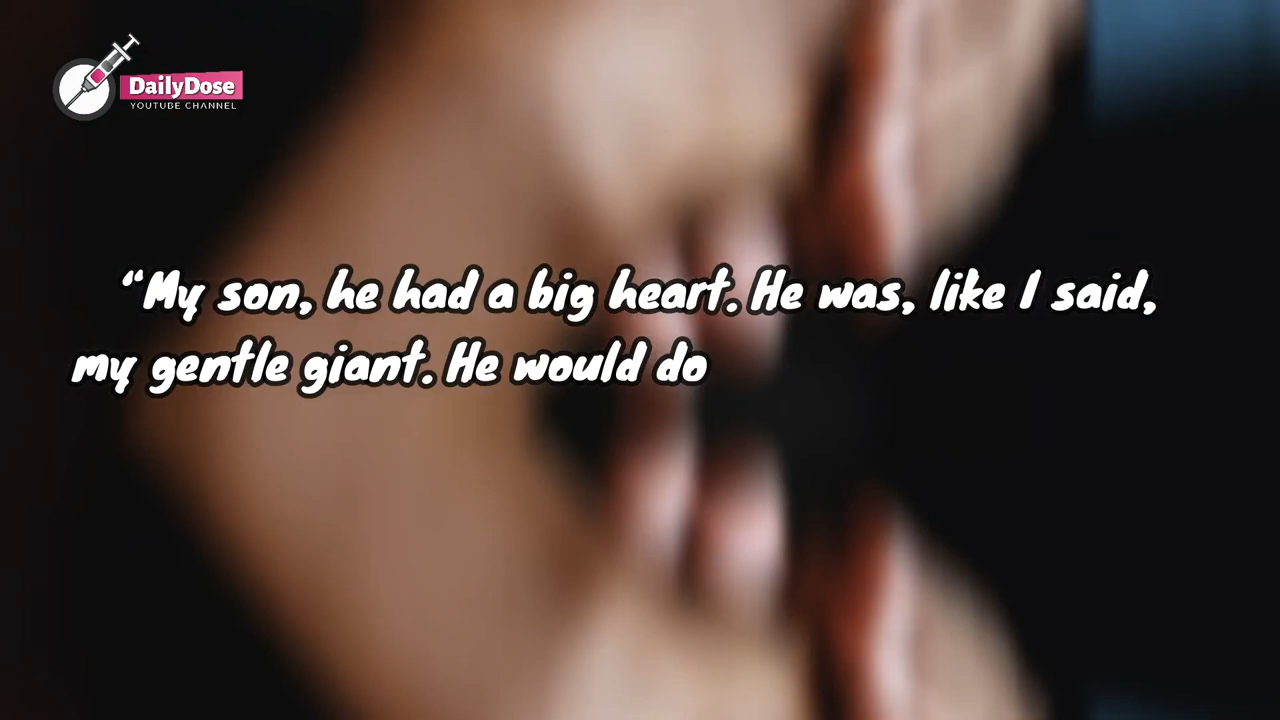 DailyDose
YOUTUBE CHANNEL
“My son, he had a big heart. He was, like I said,
my gentle giant. He would do